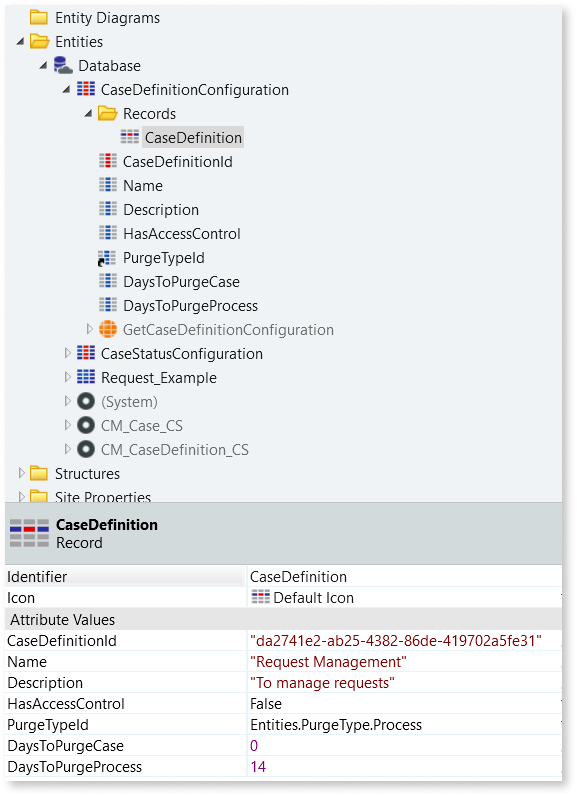 Entity Diagrams
Entities
Database
CaseDefinitionConfiguration
Records
CaseDefinition
CaseDefinitionId
Name
Description
HasAccessControl
PurgeTypeId
DaysToPurgeCase
DaysToPurgeProcess
GetCaseDefinitionConfiguration
CaseStatusConfiguration
Request_Example
(System)
CM_Case_CS
CM_CaseDefinition_CS
Structures
Site Properties
CaseDefinition
Record
Identifier CaseDefinition
Icon Default Icon
Attribute Values
CaseDefinitionId "da2741e2-ab25-4382-86de-419702a5fe31"
Name "Request Management"
Description "To manage requests"
HasAccessControl False
PurgeTypeId Entities.PurgeType.Process
DaysToPurgeCase 0
DaysToPurgeProcess 14